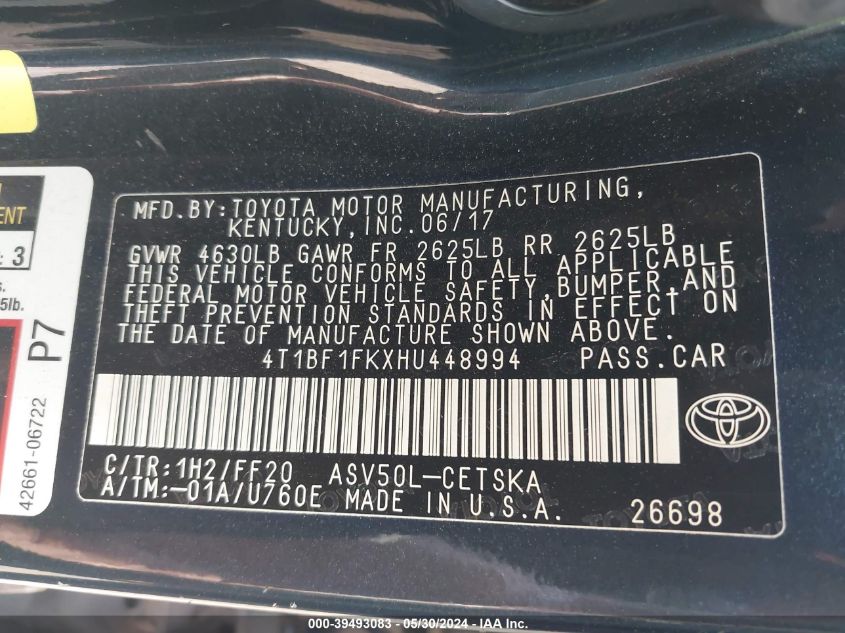 MFD.BY:TOYOTA MOTOR MANUFACTURING,
KENTUCKY,INC.06/17
GVWR 4630LB GAWR FR 2625LB RR 2625LB
THIS VEHICLE CONFORMS TO ALL APPLICABLE
FEDERAL MOTOR VEHICLE SAFETY,BUMPER,AND
THEFT PREVENTION STANDARDS IN EFFECT ON
THE DATE OF MANUFACTURE SHOWN ABOVE.
4T1BF1FKXHU448994 PASS.CAR
C/TR:1H2/FF20 ASV50L-CETSKA
A/TM:-01A/U760E MADE IN U.S.A. 26698
: 3
5lb.
P7
42661-06722
000-39493083 - 05/30/2024 - IAA Inc.